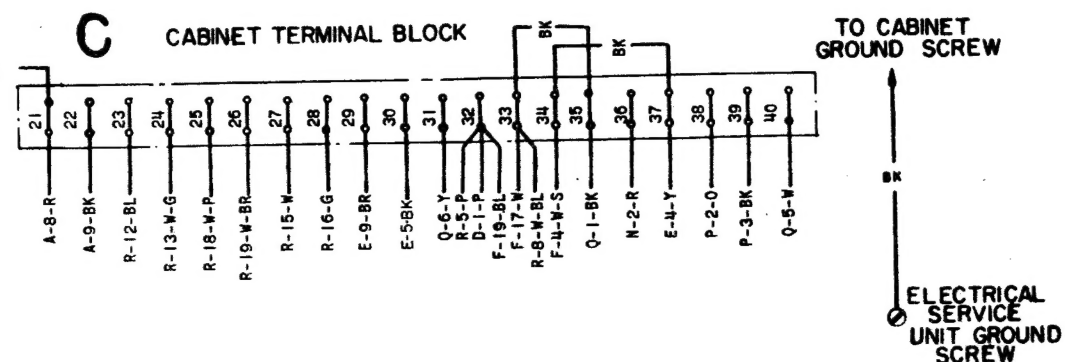 C
CABINET TERMINAL BLOCK
BK
BK
TO CABINET
GROUND SCREW
21
22
23
24
25
26
27
28
29
30
31
32
33
34
35
36
37
38
39
40
BK
A-8-R
A-9-BK
R-12-BL
R-13-W-G
R-18-W-P
R-19-W-BR
R-15-W
R-16-G
E-9-BR
E-5-BK
Q-6-Y
R-5-P
D-1-P
F-19-BL
F-17-W
R-8-W-BL
F-4-W-S
Q-1-BK
N-2-R
E-4-Y
P-2-O
P-3-BK
Q-5-W
ELECTRICAL
SERVICE
UNIT GROUND
SCREW